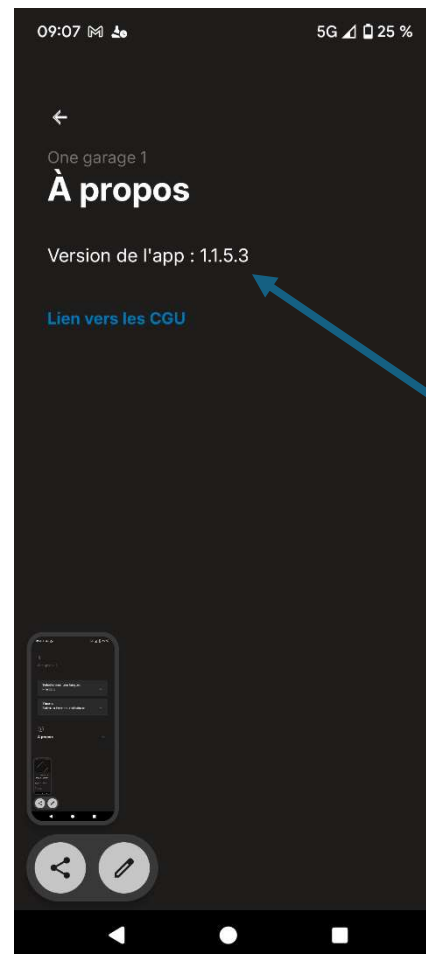 09:07 5G 25 %
One garage 1
À propos
Version de l'app : 1.1.5.3
Lien vers les CGU
À propos